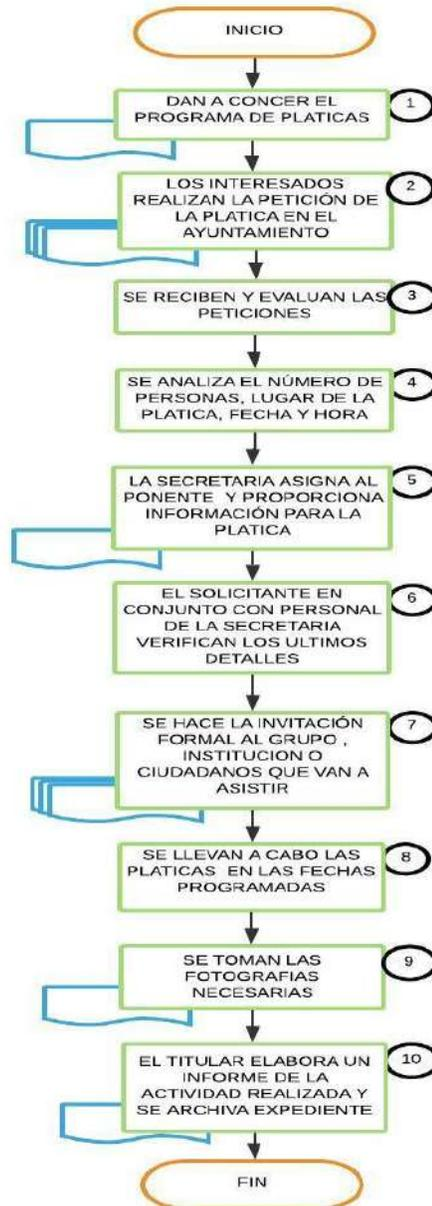 INICIO
1
DAN A CONCER EL
PROGRAMA DE PLATICAS
2
LOS INTERESADOS
REALIZAN LA PETICIÓN DE
LA PLATICA EN EL
AYUNTAMIENTO
3
SE RECIBEN Y EVALUAN LAS
PETICIONES
4
SE ANALIZA EL NÚMERO DE
PERSONAS, LUGAR DE LA
PLATICA, FECHA Y HORA
5
LA SECRETARIA ASIGNA AL
PONENTE Y PROPORCIONA
INFORMACIÓN PARA LA
PLATICA
6
EL SOLICITANTE EN
CONJUNTO CON PERSONAL
DE LA SECRETARIA
VERIFICAN LOS ULTIMOS
DETALLES
7
SE HACE LA INVITACIÓN
FORMAL AL GRUPO ,
INSTITUCION O
CIUDADANOS QUE VAN A
ASISTIR
8
SE LLEVAN A CABO LAS
PLATICAS EN LAS FECHAS
PROGRAMADAS
9
SE TOMAN LAS
FOTOGRAFIAS
NECESARIAS
10
EL TITULAR ELABORA UN
INFORME DE LA
ACTIVIDAD REALIZADA Y
SE ARCHIVA EXPEDIENTE
FIN